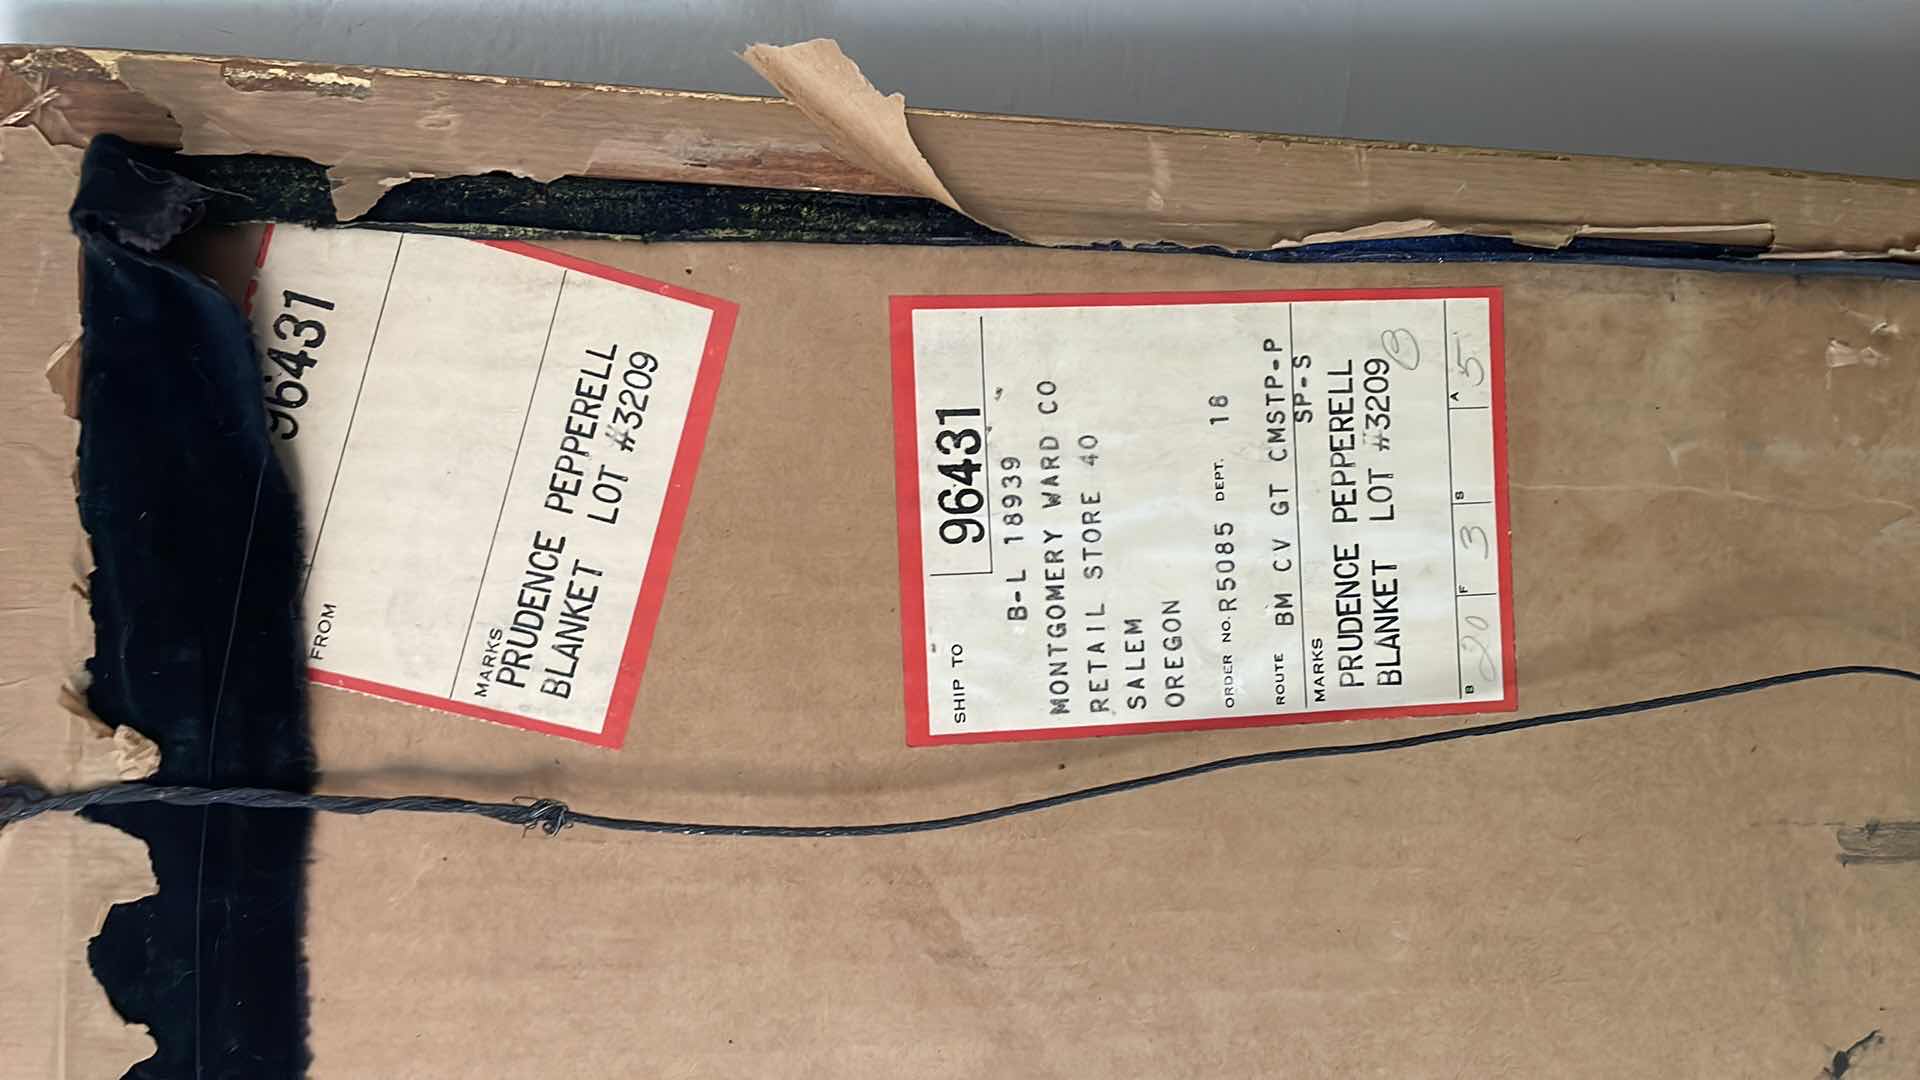 96431
FROM
MARKS
PRUDENCE PEPPERELL
BLANKET LOT #3209
SHIP TO
96431
B-L 18939
MONTGOMERY WARD CO
RETAIL STORE 40
SALEM
OREGON
ORDER NO. R5085 DEPT. 18
ROUTE BM CV GT CMSTP-P
SP-S
MARKS
PRUDENCE PEPPERELL
BLANKET LOT #3209
B 20 F 3 S A 5